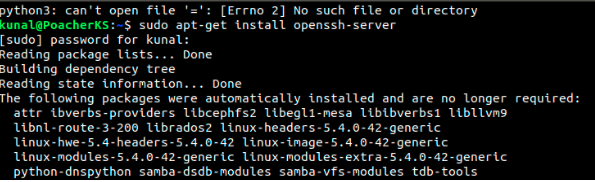 python3: can't open file '=': [Errno 2] No such file or directory
kunal@PoacherKS:~$ sudo apt-get install openssh-server
[sudo] password for kunal:
Reading package lists... Done
Building dependency tree
Reading state information... Done
The following packages were automatically installed and are no longer required:
  attr ibverbs-providers libcephfs2 libegl1-mesa libibverbs1 libllvm9
  libnl-route-3-200 librados2 linux-headers-5.4.0-42-generic
  linux-hwe-5.4-headers-5.4.0-42 linux-image-5.4.0-42-generic
  linux-modules-5.4.0-42-generic linux-modules-extra-5.4.0-42-generic
  python-dnspython samba-dsdb-modules samba-vfs-modules tdb-tools